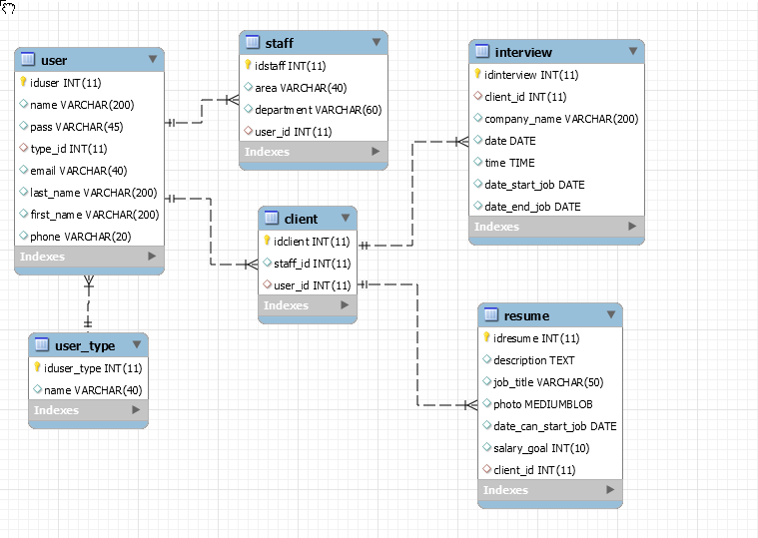 user
iduser INT(11)
name VARCHAR(200)
pass VARCHAR(45)
type_id INT(11)
email VARCHAR(40)
last_name VARCHAR(200)
first_name VARCHAR(200)
phone VARCHAR(20)
Indexes
user_type
iduser_type INT(11)
name VARCHAR(40)
Indexes
staff
idstaff INT(11)
area VARCHAR(40)
department VARCHAR(60)
user_id INT(11)
Indexes
client
idclient INT(11)
staff_id INT(11)
user_id INT(11)
Indexes
interview
idinterview INT(11)
client_id INT(11)
company_name VARCHAR(200)
date DATE
time TIME
date_start_job DATE
date_end_job DATE
Indexes
resume
idresume INT(11)
description TEXT
job_title VARCHAR(50)
photo MEDIUMBLOB
date_can_start_job DATE
salary_goal INT(10)
client_id INT(11)
Indexes